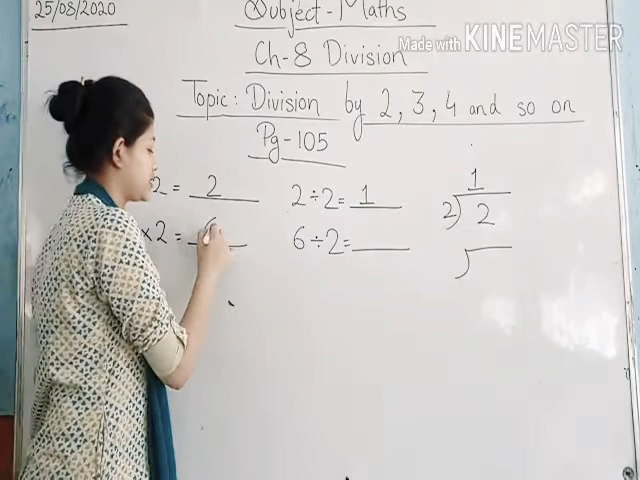 25/08/2020
Subject - Maths
Made with KINEMASTER
Ch-8 Division
Topic: Division by 2, 3, 4 and so on
Pg-105
2 = 2
2 ÷ 2 = 1
1
2) 2
× 2 = 6
6 ÷ 2 =